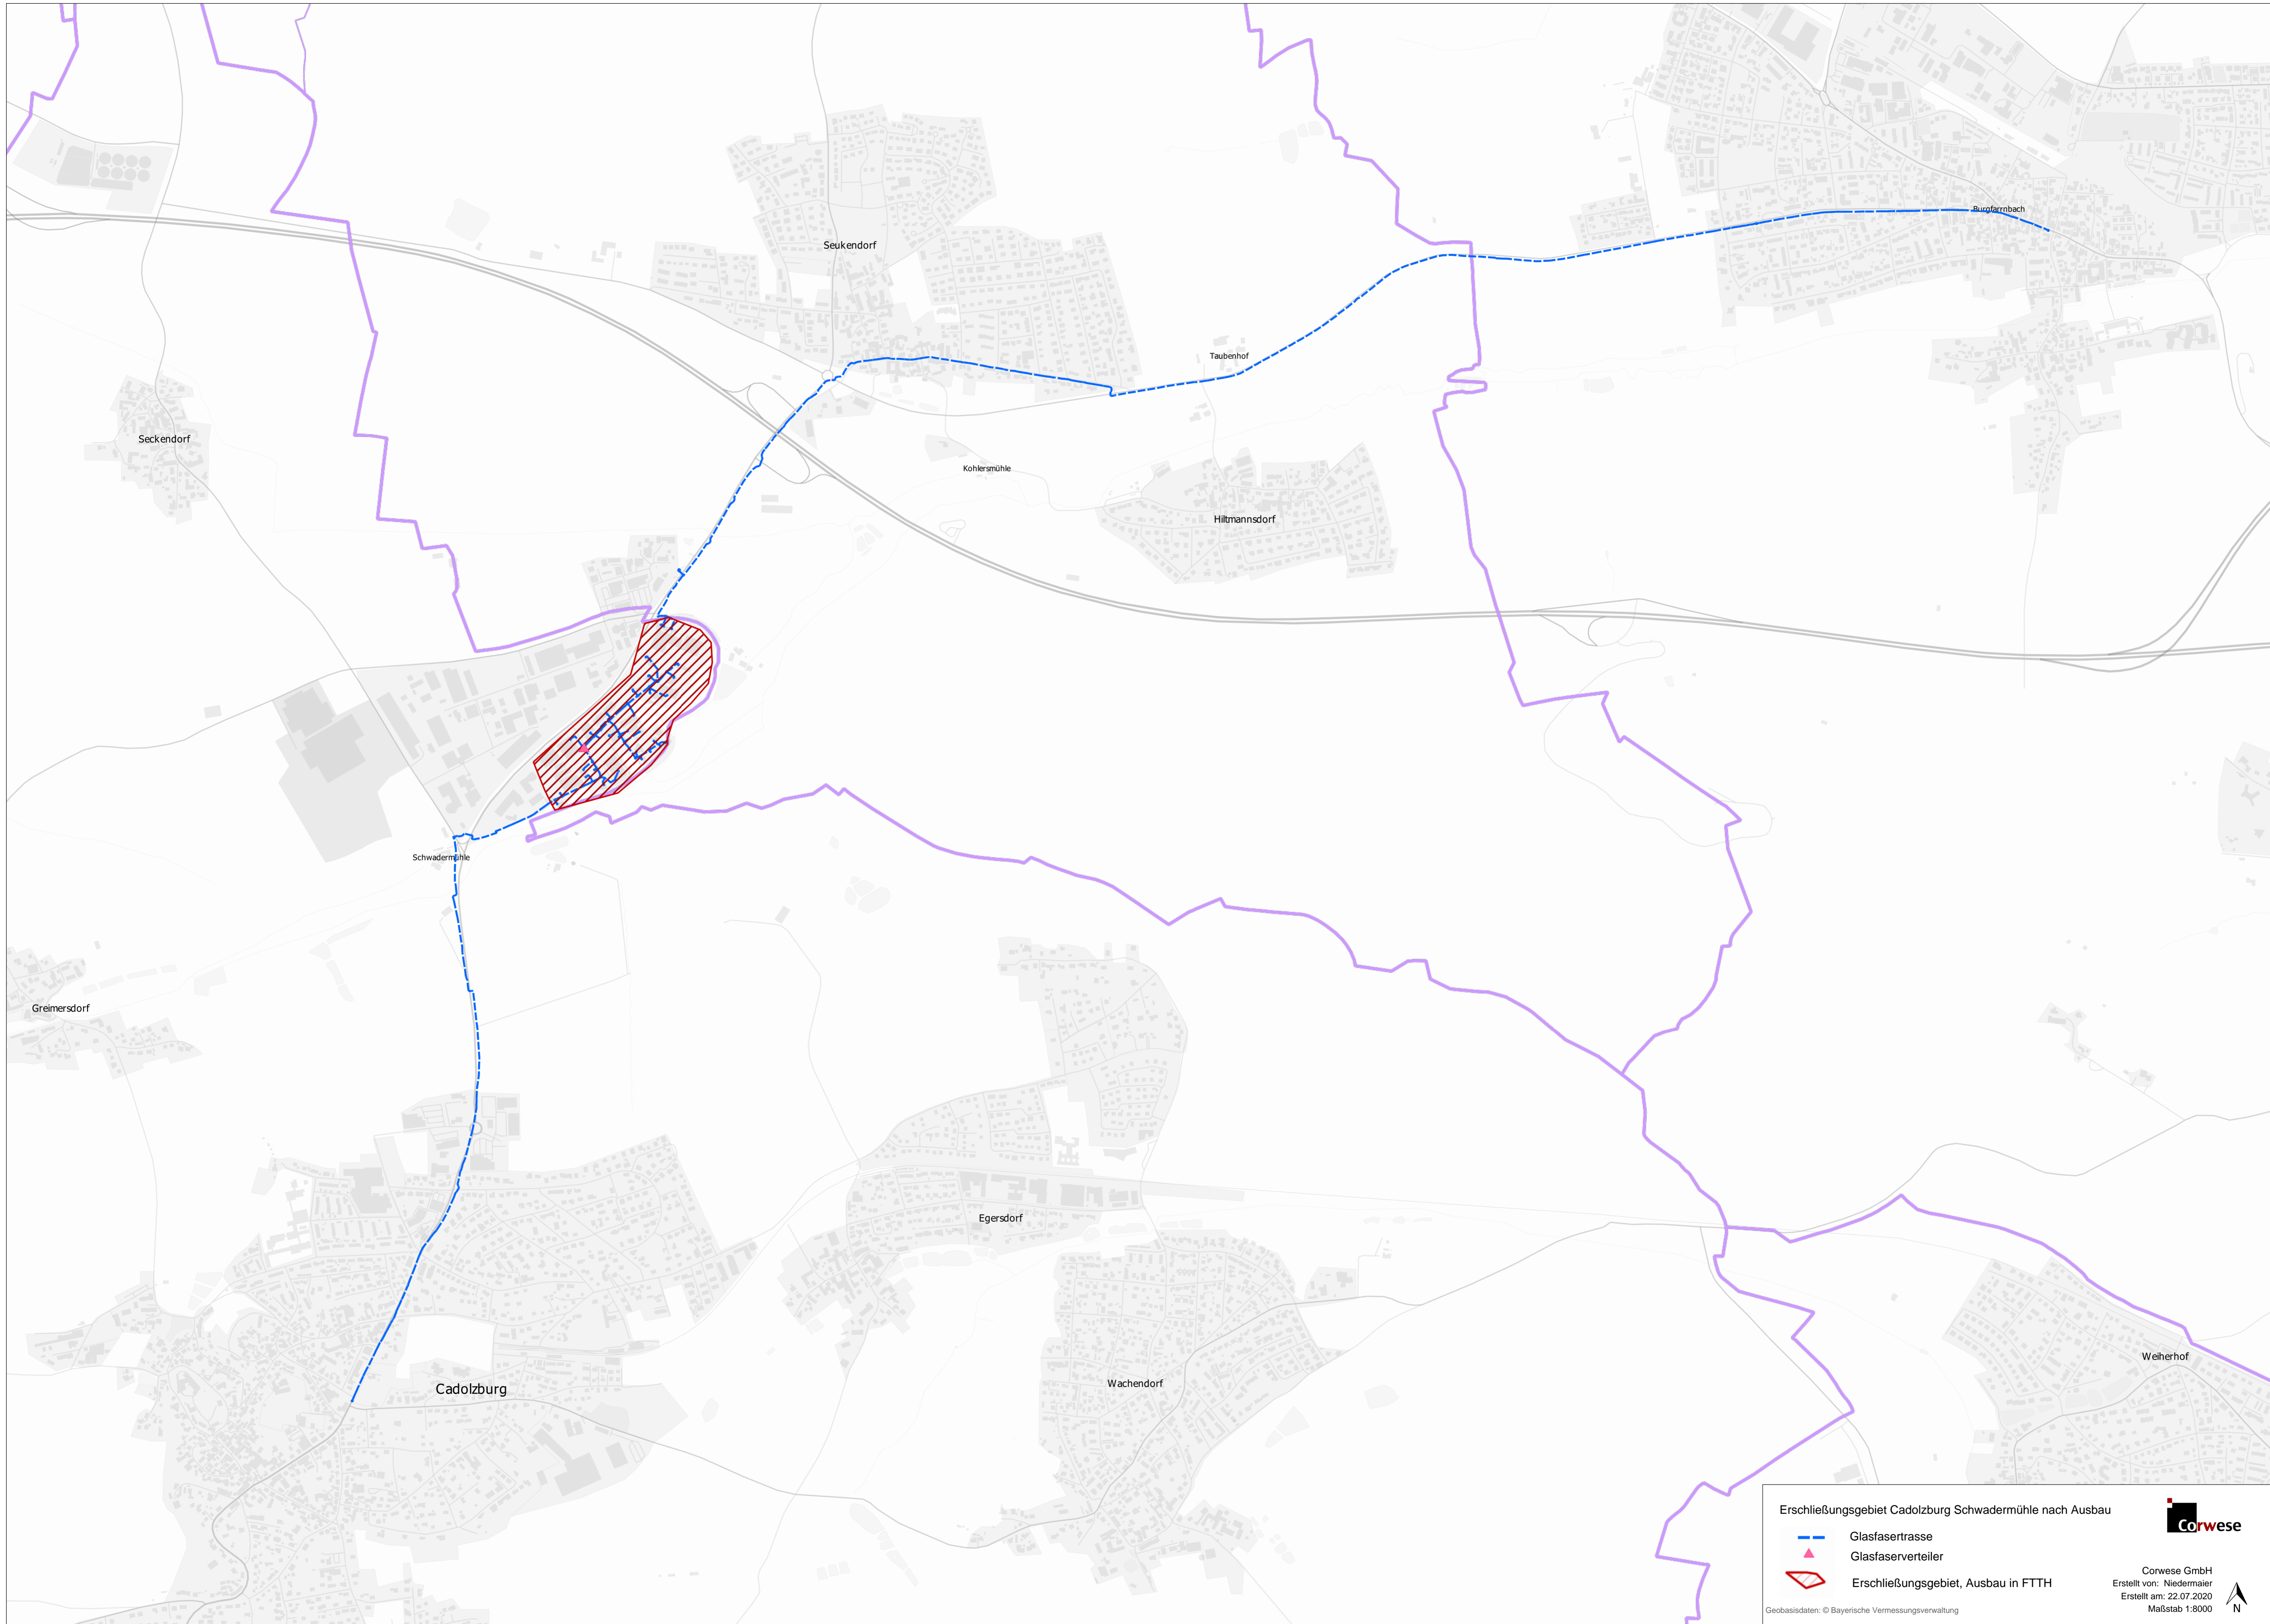 Burgfarrnbach
Seukendorf
Taubenhof
Seckendorf
Kohlersmühle
Hiltmannsdorf
Schwadermühle
Greimersdorf
Egersdorf
Weiherhof
Cadolzburg
Wachendorf
Erschließungsgebiet Cadolzburg Schwadermühle nach Ausbau
Corwese
Glasfasertrasse
Glasfaserverteiler
Erschließungsgebiet, Ausbau in FTTH
Corwese GmbH
Erstellt von: Niedermaier
Erstellt am: 22.07.2020
Maßstab 1:8000
N
Geobasisdaten: © Bayerische Vermessungsverwaltung